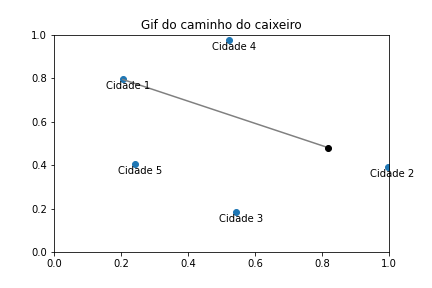 Gif do caminho do caixeiro
1.0
Cidade 4
0.8
Cidade 1
0.6
0.4
Cidade 5
Cidade 2
0.2
Cidade 3
0.0
0.0 0.2 0.4 0.6 0.8 1.0